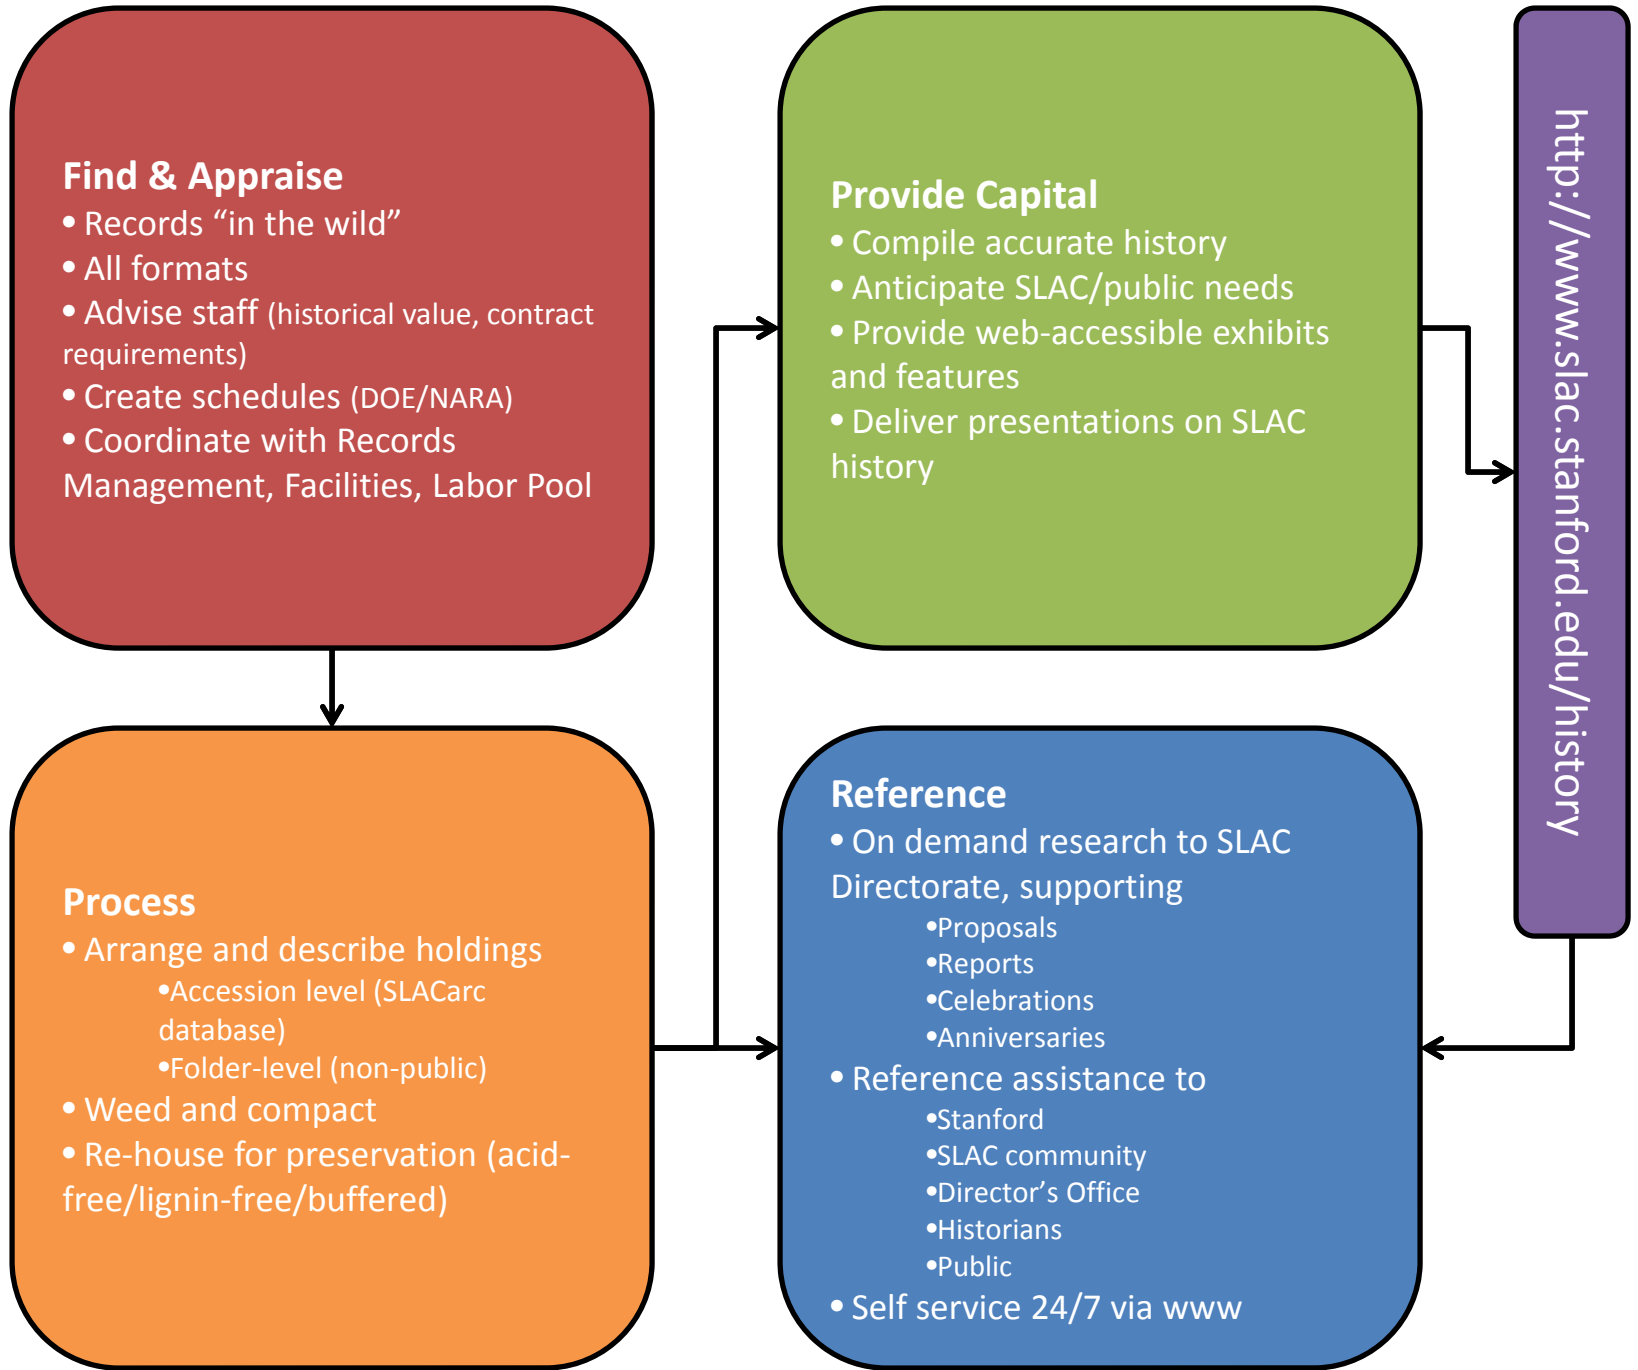 Find & Appraise
• Records “in the wild”
• All formats
• Advise staff (historical value, contract
requirements)
• Create schedules (DOE/NARA)
• Coordinate with Records
Management, Facilities, Labor Pool
Process
• Arrange and describe holdings
•Accession level (SLACarc
database)
•Folder-level (non-public)
• Weed and compact
• Re-house for preservation (acid-
free/lignin-free/buffered)
Provide Capital
• Compile accurate history
• Anticipate SLAC/public needs
• Provide web-accessible exhibits
and features
• Deliver presentations on SLAC
history
Reference
• On demand research to SLAC
Directorate, supporting
•Proposals
•Reports
•Celebrations
•Anniversaries
• Reference assistance to
•Stanford
•SLAC community
•Director’s Office
•Historians
•Public
• Self service 24/7 via www
http://www.slac.stanford.edu/history